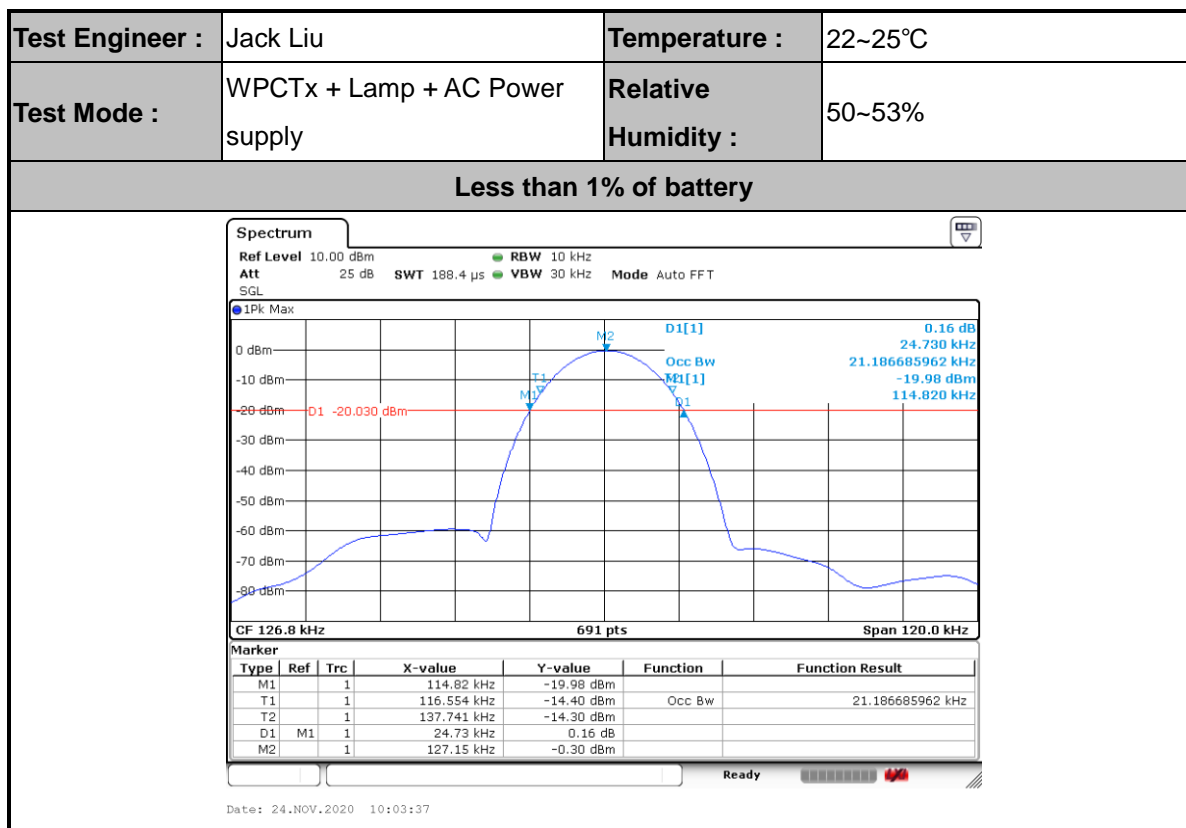 Test Engineer : Jack Liu Temperature : 22~25℃
Test Mode : WPCTx + Lamp + AC Power supply Relative Humidity : 50~53%
Less than 1% of battery
Spectrum
Ref Level 10.00 dBm RBW 10 kHz
Att 25 dB SWT 188.4 µs VBW 30 kHz Mode Auto FFT
SGL
1Pk Max
D1[1] 0.16 dB
24.730 kHz
Occ Bw 21.186685962 kHz
M1[1] -19.98 dBm
114.820 kHz
M2
T1
M1
D1
0 dBm
-10 dBm
-20 dBm D1 -20.030 dBm
-30 dBm
-40 dBm
-50 dBm
-60 dBm
-70 dBm
-80 dBm
CF 126.8 kHz 691 pts Span 120.0 kHz
Marker
Type Ref Trc X-value Y-value Function Function Result
M1 1 114.82 kHz -19.98 dBm
T1 1 116.554 kHz -14.40 dBm Occ Bw 21.186685962 kHz
T2 1 137.741 kHz -14.30 dBm
D1 M1 1 24.73 kHz 0.16 dB
M2 1 127.15 kHz -0.30 dBm
Ready
Date: 24.NOV.2020 10:03:37